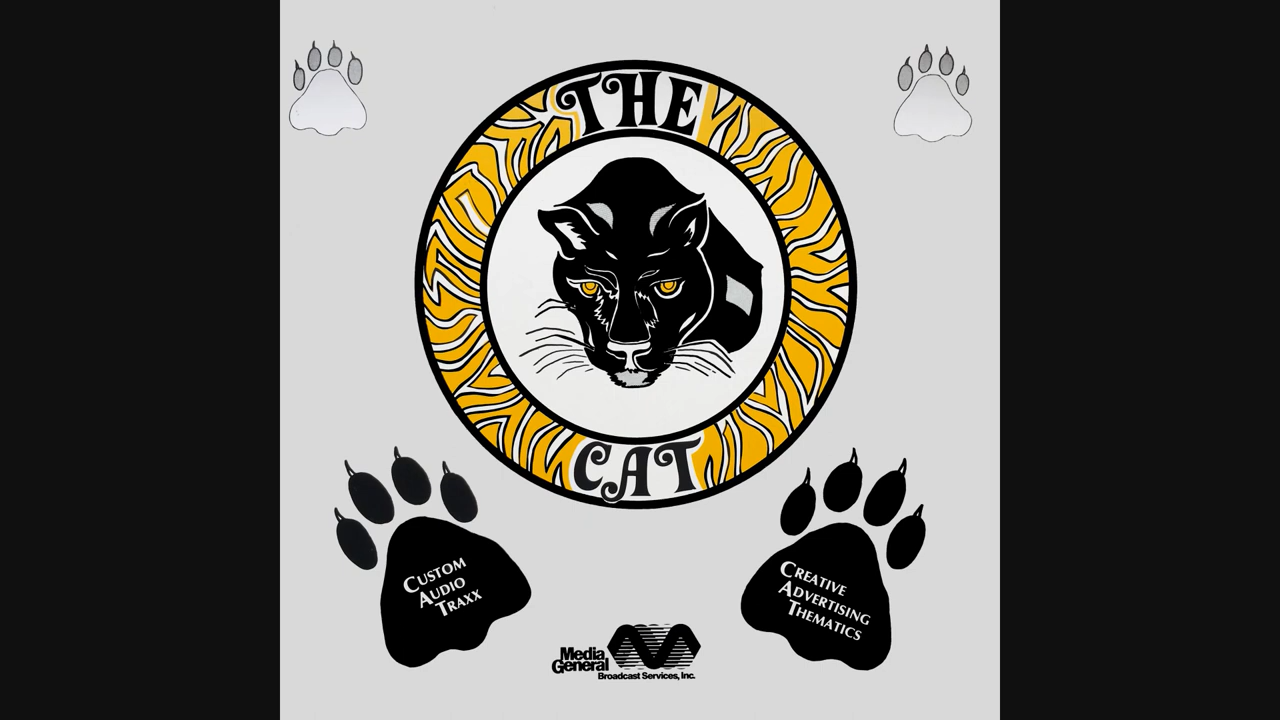 THE
CAT
CUSTOM
AUDIO
TRAXX
CREATIVE
ADVERTISING
THEMATICS
Media
General
Broadcast Services, Inc.